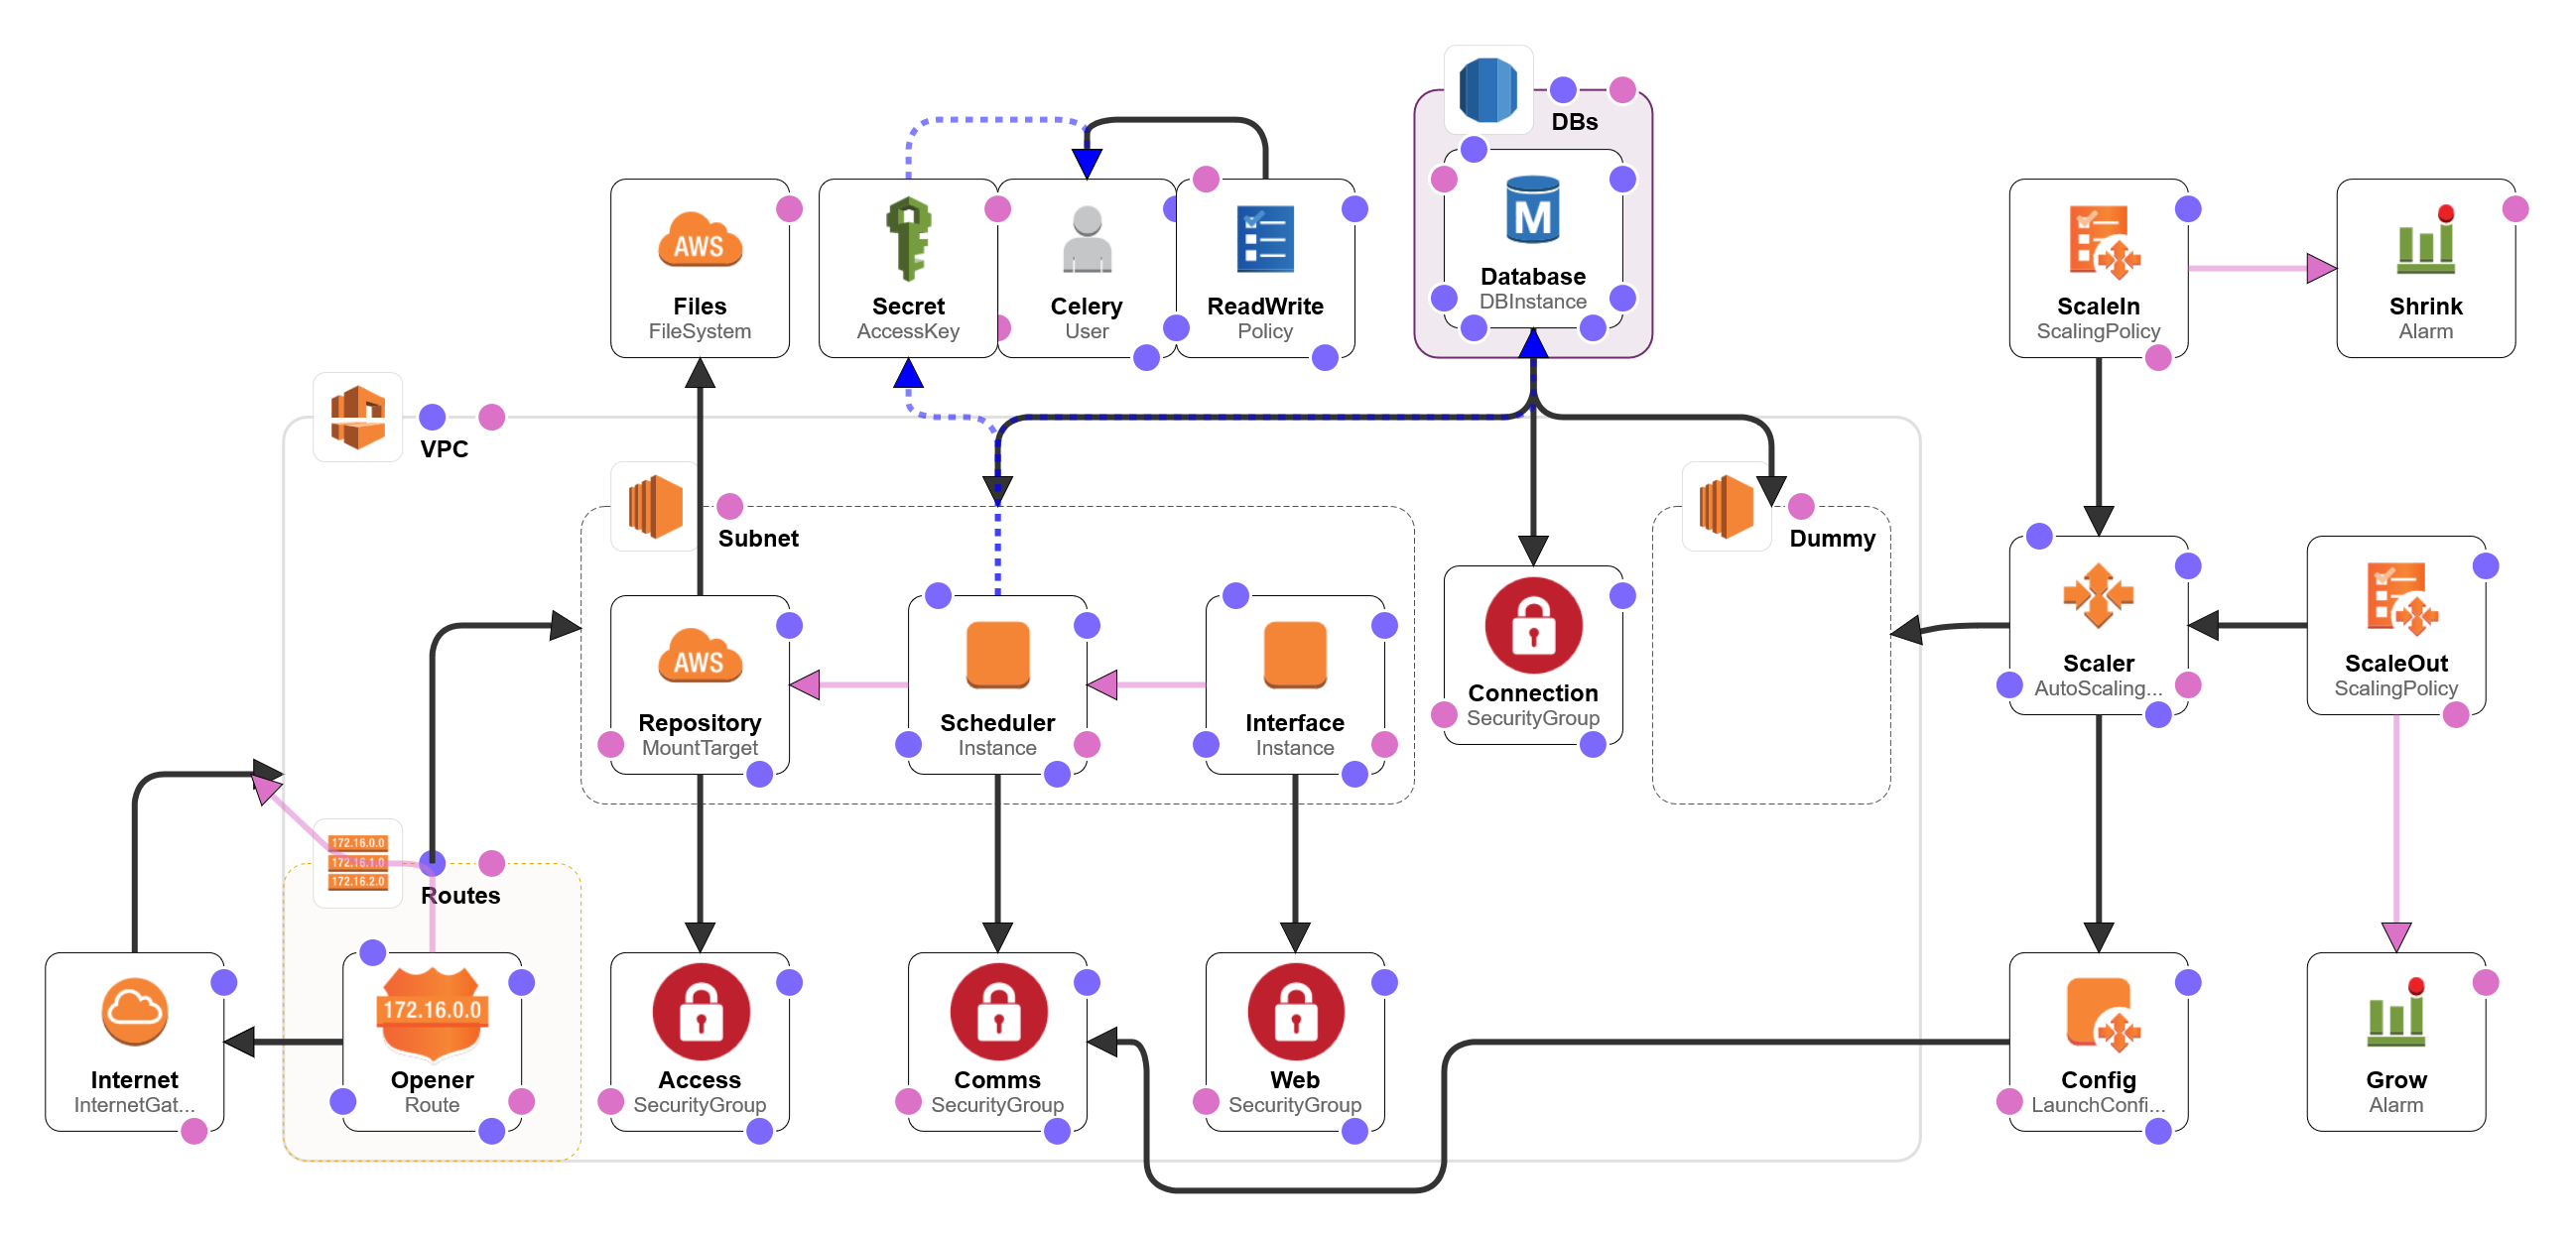 DBs
M
Database
DBInstance
AWS
Files
FileSystem
Secret
AccessKey
Celery
User
ReadWrite
Policy
ScaleIn
ScalingPolicy
Shrink
Alarm
VPC
Subnet
Dummy
AWS
Repository
MountTarget
Scheduler
Instance
Interface
Instance
Connection
SecurityGroup
Scaler
AutoScaling...
ScaleOut
ScalingPolicy
172.16.0.0
172.16.1.0
172.16.2.0
Routes
Internet
InternetGat...
172.16.0.0
Opener
Route
Access
SecurityGroup
Comms
SecurityGroup
Web
SecurityGroup
Config
LaunchConfi...
Grow
Alarm